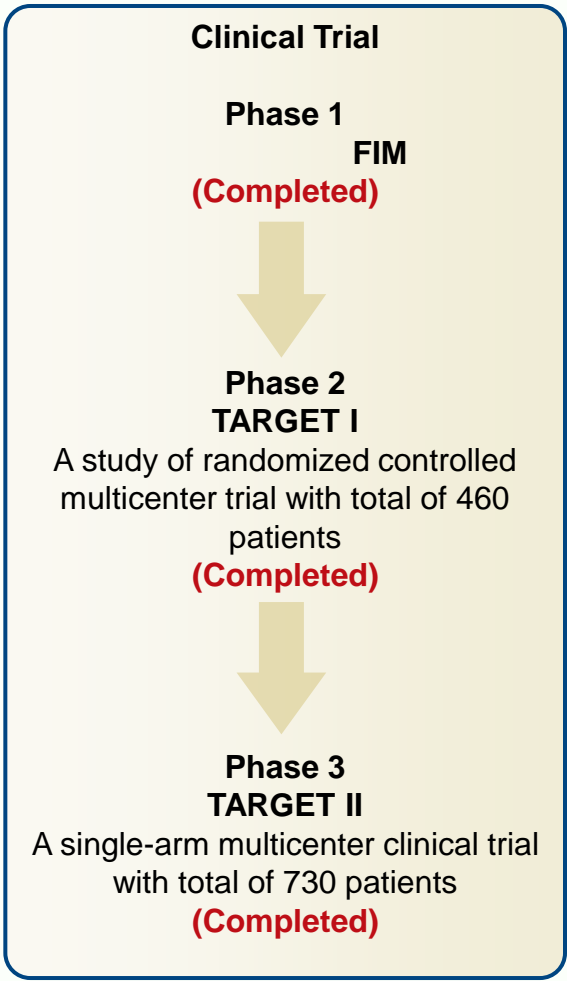 Clinical Trial
Phase 1
FIM
(Completed)
Phase 2
TARGET I
A study of randomized controlled
multicenter trial with total of 460
patients
(Completed)
Phase 3
TARGET II
A single-arm multicenter clinical trial
with total of 730 patients
(Completed)